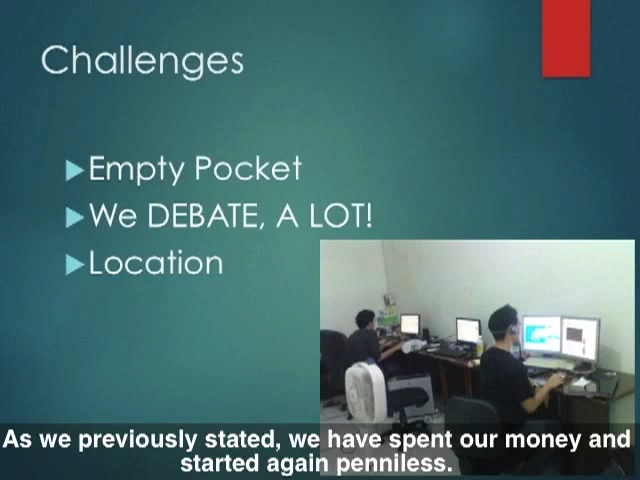 Challenges
Empty Pocket
We DEBATE, A LOT!
Location
As we previously stated, we have spent our money and
started again penniless.